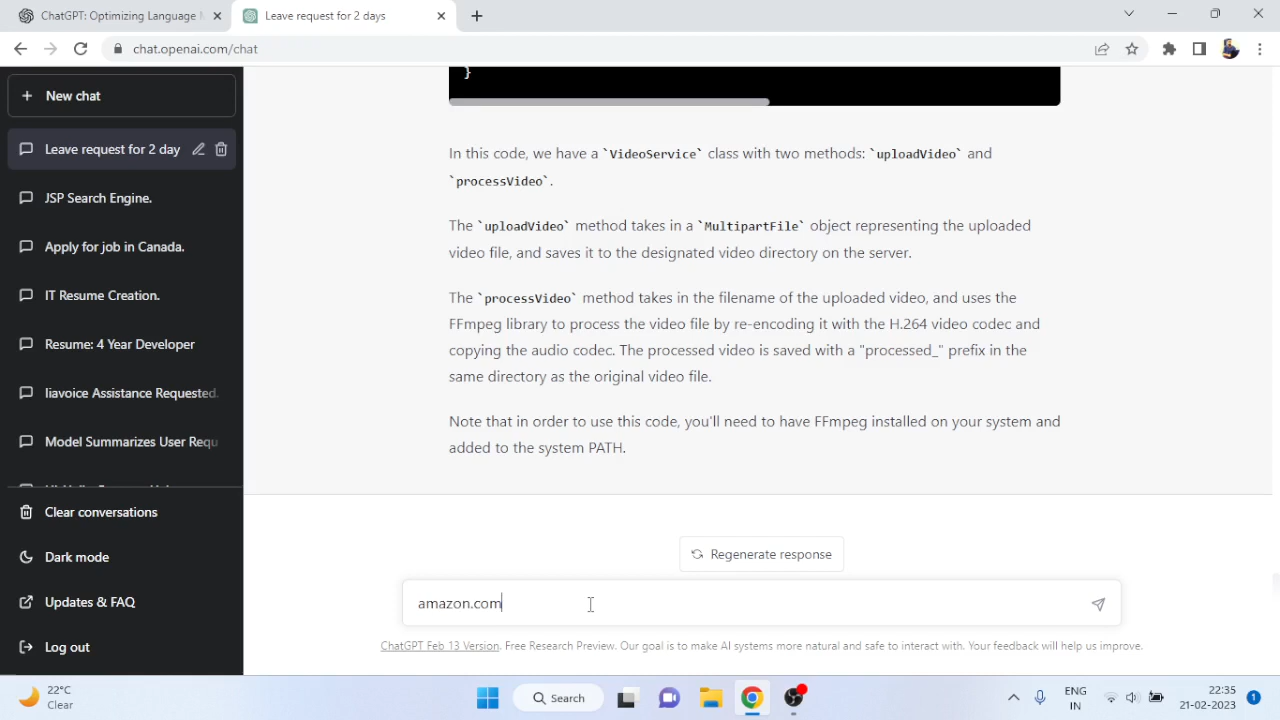 ChatGPT: Optimizing Language
Leave request for 2 days
chat.openai.com/chat
New chat
Leave request for 2 day
JSP Search Engine.
Apply for job in Canada.
IT Resume Creation.
Resume: 4 Year Developer
liavoice Assistance Requested.
Model Summarizes User Requ
Clear conversations
Dark mode
Updates & FAQ
Log out
}
In this code, we have a `VideoService` class with two methods: `uploadVideo` and
`processVideo`.
The `uploadVideo` method takes in a `MultipartFile` object representing the uploaded
video file, and saves it to the designated video directory on the server.
The `processVideo` method takes in the filename of the uploaded video, and uses the
FFmpeg library to process the video file by re-encoding it with the H.264 video codec and
copying the audio codec. The processed video is saved with a "processed_" prefix in the
same directory as the original video file.
Note that in order to use this code, you'll need to have FFmpeg installed on your system and
added to the system PATH.
Regenerate response
amazon.com
ChatGPT Feb 13 Version. Free Research Preview. Our goal is to make AI systems more natural and safe to interact with. Your feedback will help us improve.
22°C
Clear
Search
ENG
IN
22:35
21-02-2023
1